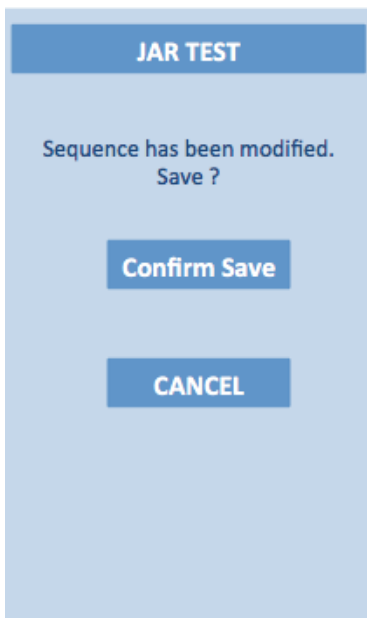 JAR TEST
Sequence has been modified.
Save ?
Confirm Save
CANCEL